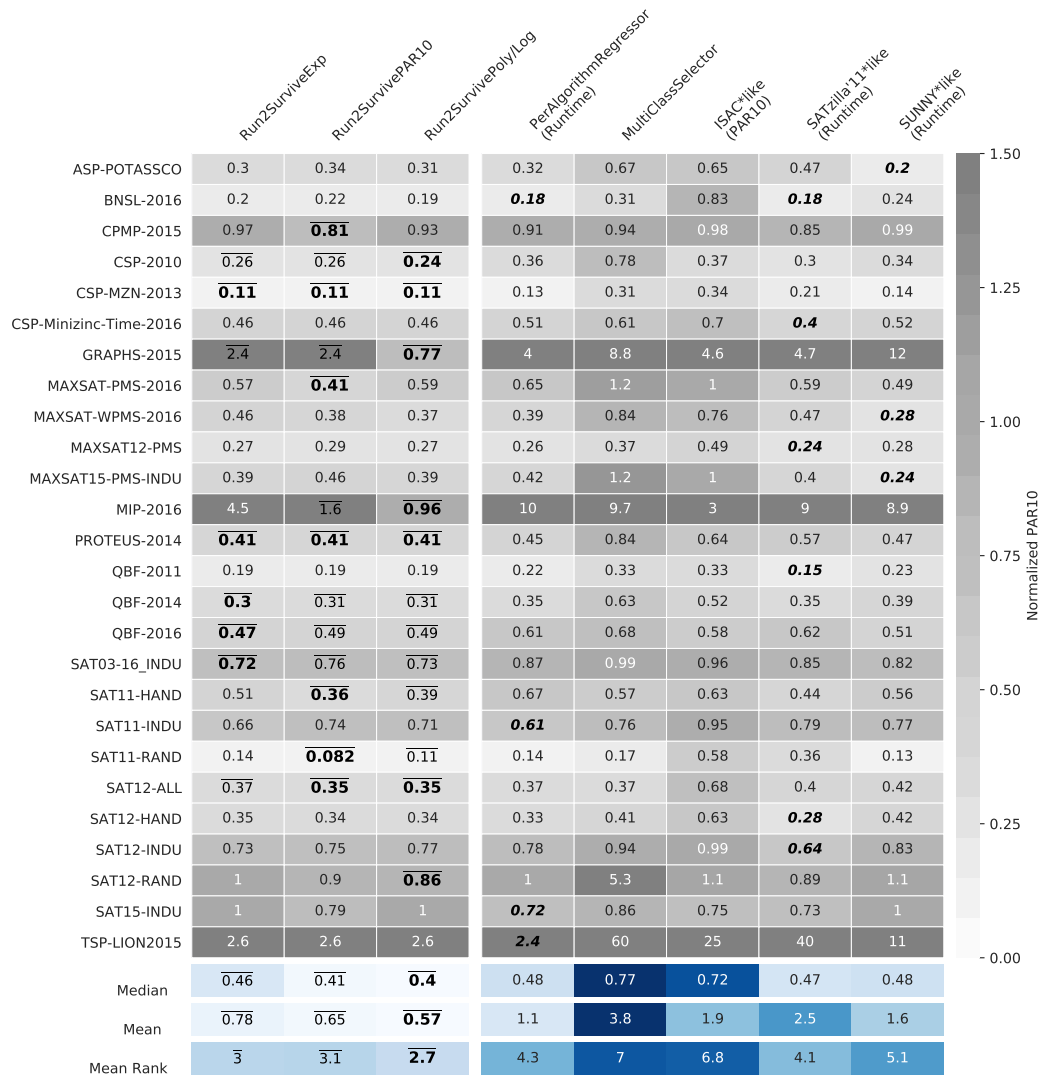 Run2SurviveExp
Run2SurvivePAR10
Run2SurvivePoly/Log
PerAlgorithmRegressor
(Runtime)
MultiClassSelector
ISAC*like
(PAR10)
SATzilla'11*like
(Runtime)
SUNNY*like
(Runtime)
ASP-POTASSCO 0.3 0.34 0.31 0.32 0.67 0.65 0.47 0.2
BNSL-2016 0.2 0.22 0.19 0.18 0.31 0.83 0.18 0.24
CPMP-2015 0.97 0.81 0.93 0.91 0.94 0.98 0.85 0.99
CSP-2010 0.26 0.26 0.24 0.36 0.78 0.37 0.3 0.34
CSP-MZN-2013 0.11 0.11 0.11 0.13 0.31 0.34 0.21 0.14
CSP-Minizinc-Time-2016 0.46 0.46 0.46 0.51 0.61 0.7 0.4 0.52
GRAPHS-2015 2.4 2.4 0.77 4 8.8 4.6 4.7 12
MAXSAT-PMS-2016 0.57 0.41 0.59 0.65 1.2 1 0.59 0.49
MAXSAT-WPMS-2016 0.46 0.38 0.37 0.39 0.84 0.76 0.47 0.28
MAXSAT12-PMS 0.27 0.29 0.27 0.26 0.37 0.49 0.24 0.28
MAXSAT15-PMS-INDU 0.39 0.46 0.39 0.42 1.2 1 0.4 0.24
MIP-2016 4.5 1.6 0.96 10 9.7 3 9 8.9
PROTEUS-2014 0.41 0.41 0.41 0.45 0.84 0.64 0.57 0.47
QBF-2011 0.19 0.19 0.19 0.22 0.33 0.33 0.15 0.23
QBF-2014 0.3 0.31 0.31 0.35 0.63 0.52 0.35 0.39
QBF-2016 0.47 0.49 0.49 0.61 0.68 0.58 0.62 0.51
SAT03-16_INDU 0.72 0.76 0.73 0.87 0.99 0.96 0.85 0.82
SAT11-HAND 0.51 0.36 0.39 0.67 0.57 0.63 0.44 0.56
SAT11-INDU 0.66 0.74 0.71 0.61 0.76 0.95 0.79 0.77
SAT11-RAND 0.14 0.082 0.11 0.14 0.17 0.58 0.36 0.13
SAT12-ALL 0.37 0.35 0.35 0.37 0.37 0.68 0.4 0.42
SAT12-HAND 0.35 0.34 0.34 0.33 0.41 0.63 0.28 0.42
SAT12-INDU 0.73 0.75 0.77 0.78 0.94 0.99 0.64 0.83
SAT12-RAND 1 0.9 0.86 1 5.3 1.1 0.89 1.1
SAT15-INDU 1 0.79 1 0.72 0.86 0.75 0.73 1
TSP-LION2015 2.6 2.6 2.6 2.4 60 25 40 11
Median 0.46 0.41 0.4 0.48 0.77 0.72 0.47 0.48
Mean 0.78 0.65 0.57 1.1 3.8 1.9 2.5 1.6
Mean Rank 3 3.1 2.7 4.3 7 6.8 4.1 5.1
1.50
1.25
1.00
0.75
0.50
0.25
0.00
Normalized PAR10